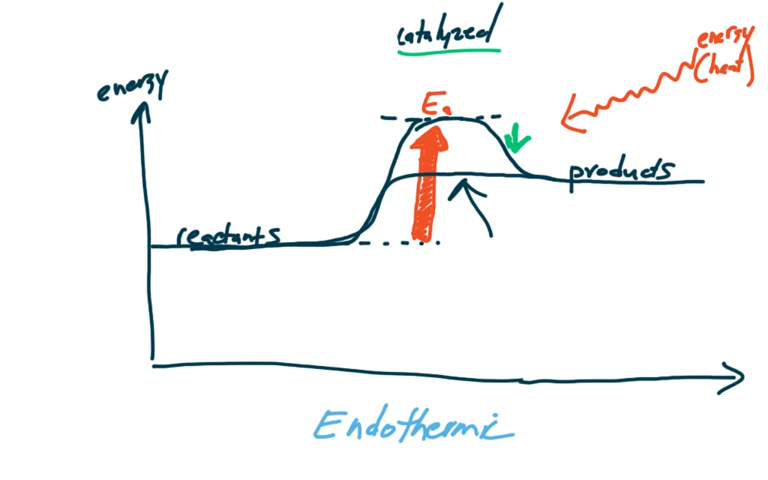 catalyzed
energy
(heat)
energy
Ea
products
reactants
Endothermic